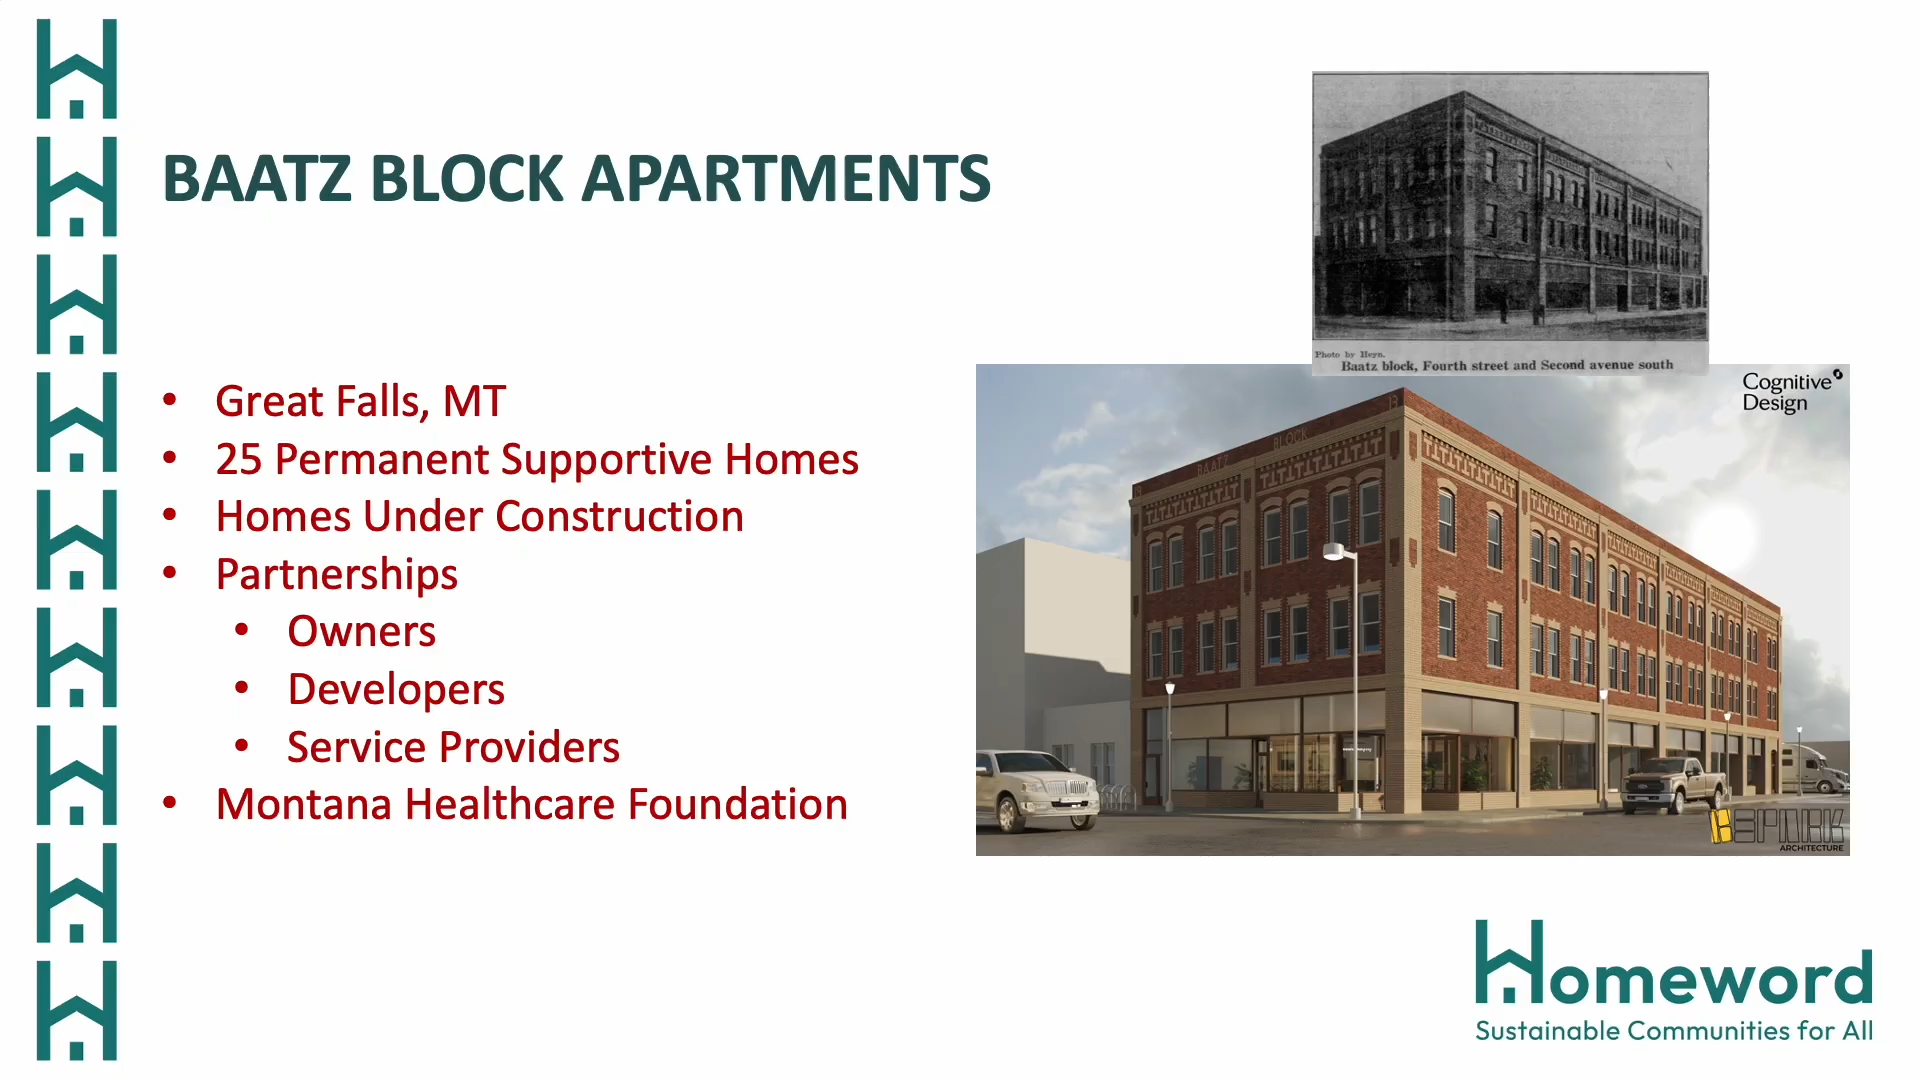 BAATZ BLOCK APARTMENTS
• Great Falls, MT
• 25 Permanent Supportive Homes
• Homes Under Construction
• Partnerships
• Owners
• Developers
• Service Providers
• Montana Healthcare Foundation
Photo by Heyn.
Baatz block, Fourth street and Second avenue south
Cognitive
Design
BAATZ
BLOCK
ARCHITECTURE
Homeword
Sustainable Communities for All